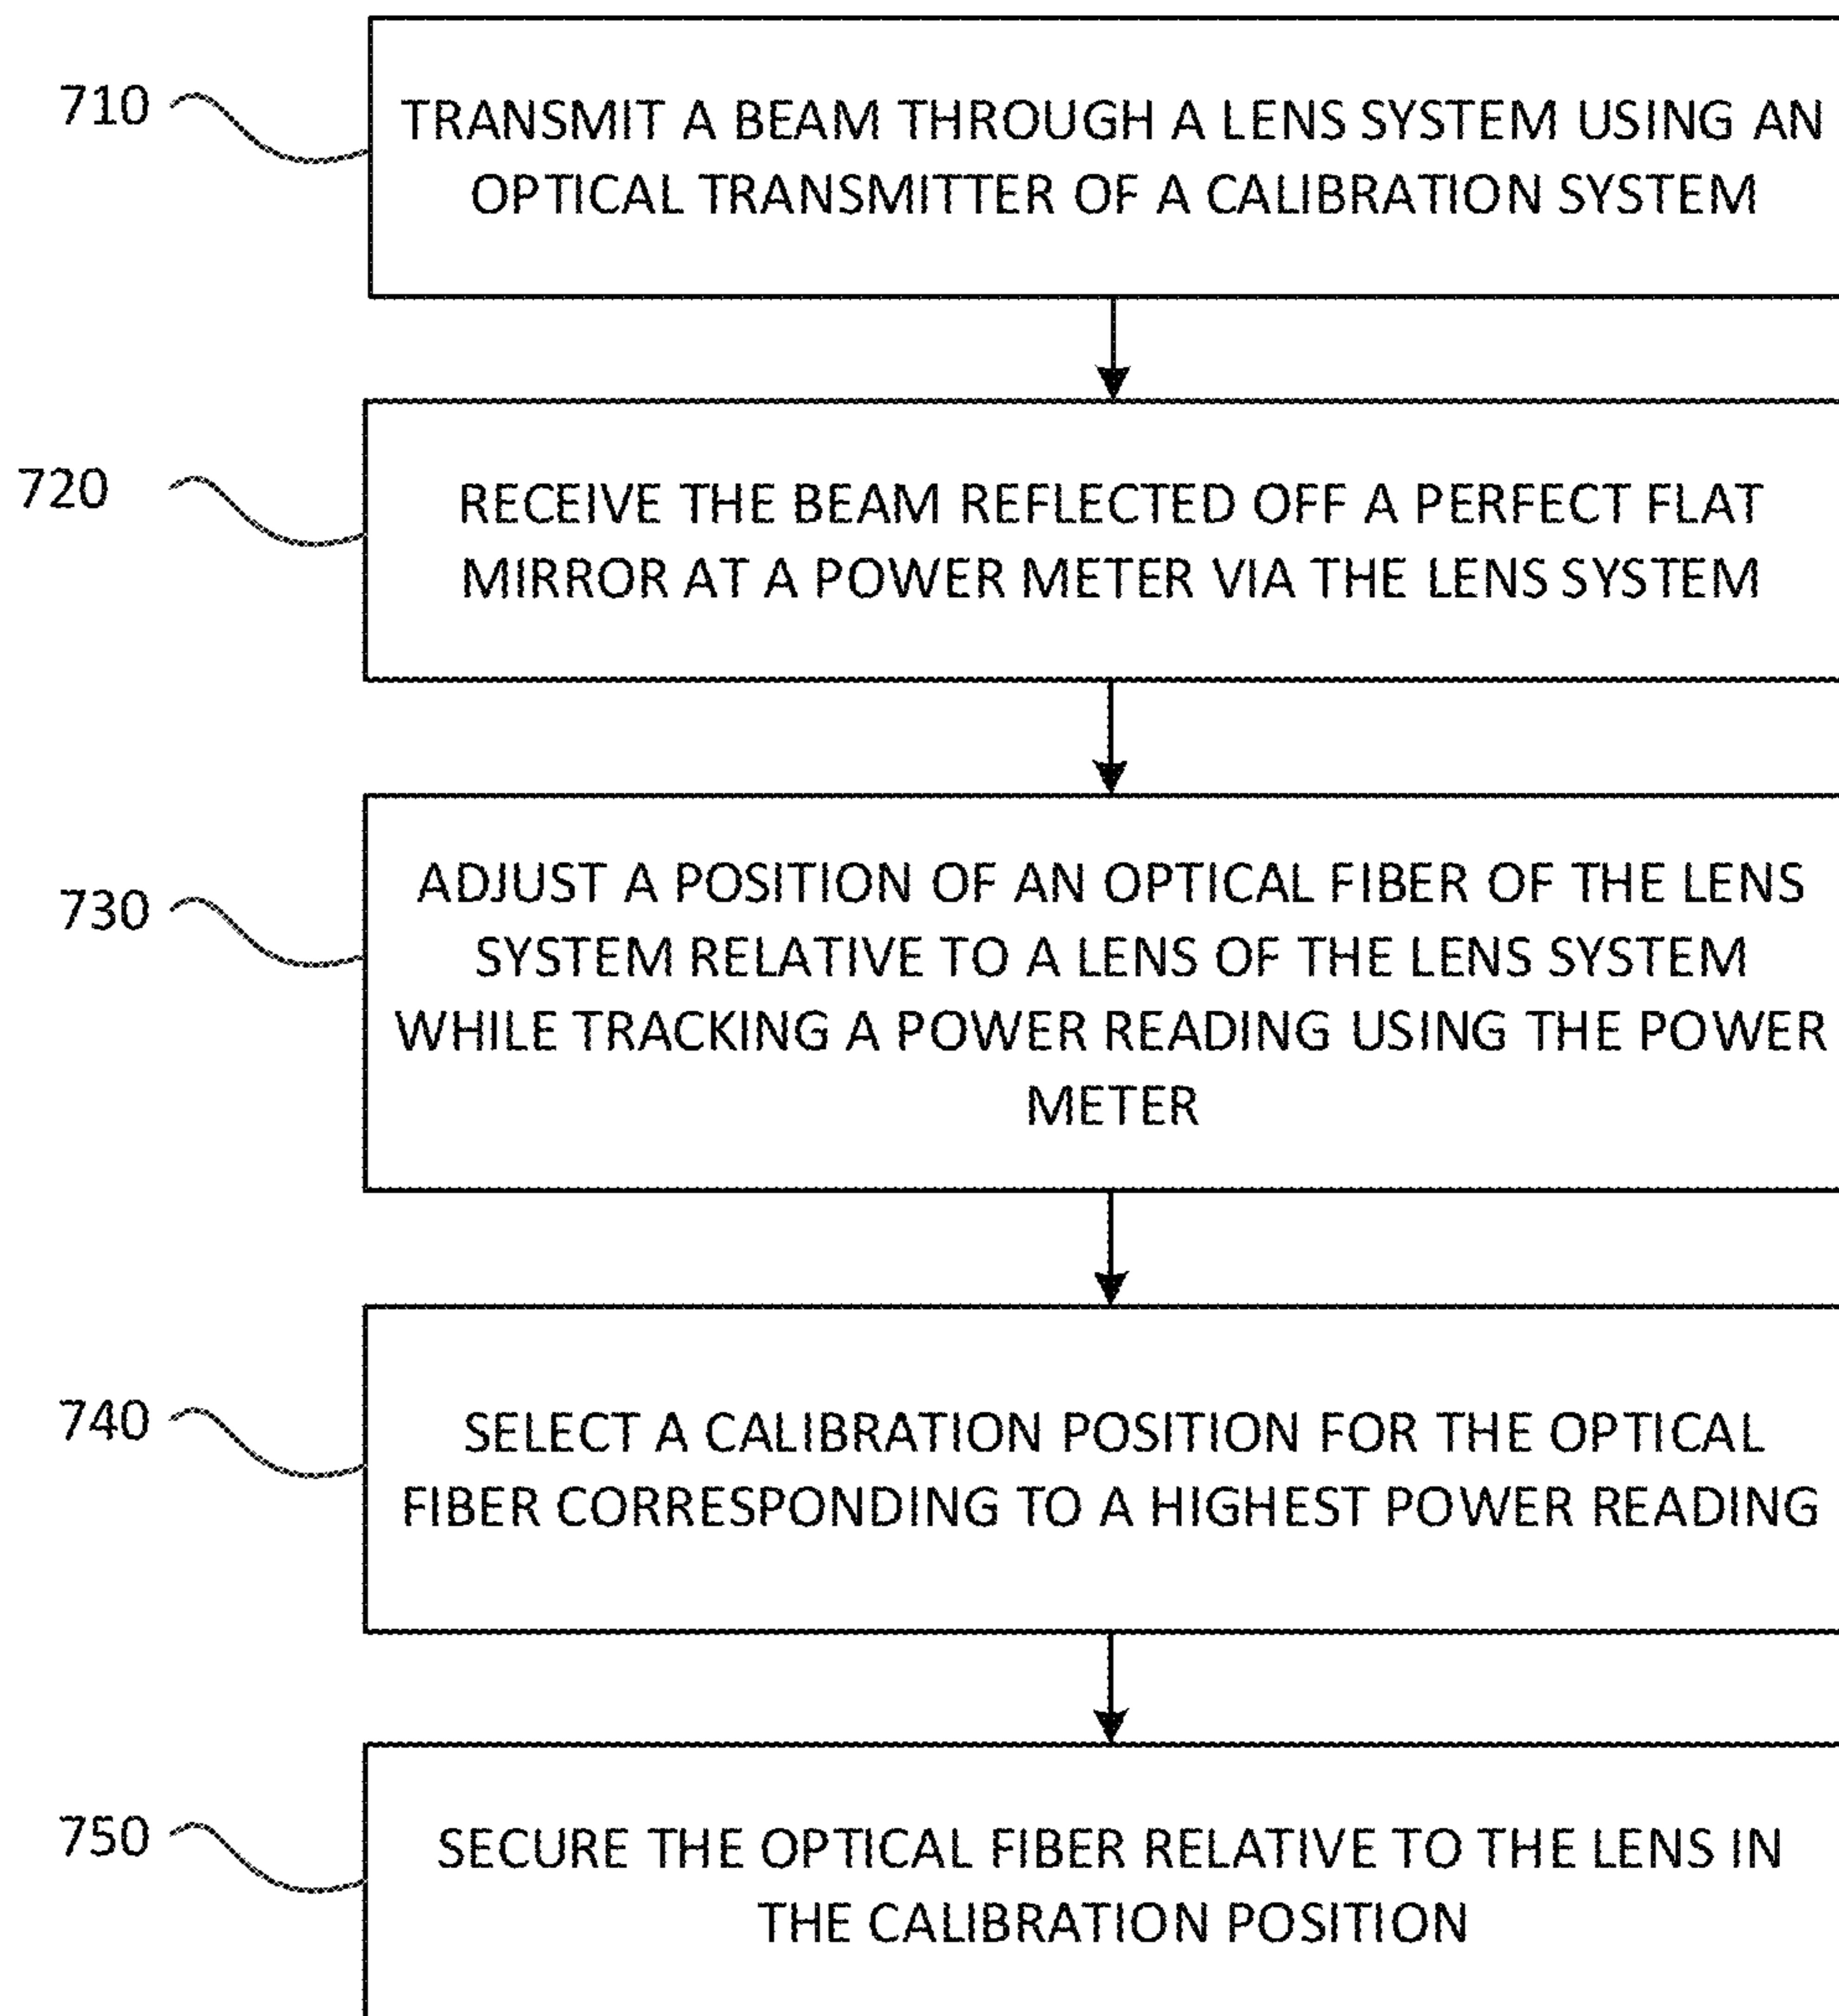 710
TRANSMIT A BEAM THROUGH A LENS SYSTEM USING AN
OPTICAL TRANSMITTER OF A CALIBRATION SYSTEM
720
RECEIVE THE BEAM REFLECTED OFF A PERFECT FLAT
MIRROR AT A POWER METER VIA THE LENS SYSTEM
730
ADJUST A POSITION OF AN OPTICAL FIBER OF THE LENS
SYSTEM RELATIVE TO A LENS OF THE LENS SYSTEM
WHILE TRACKING A POWER READING USING THE POWER
METER
740
SELECT A CALIBRATION POSITION FOR THE OPTICAL
FIBER CORRESPONDING TO A HIGHEST POWER READING
750
SECURE THE OPTICAL FIBER RELATIVE TO THE LENS IN
THE CALIBRATION POSITION